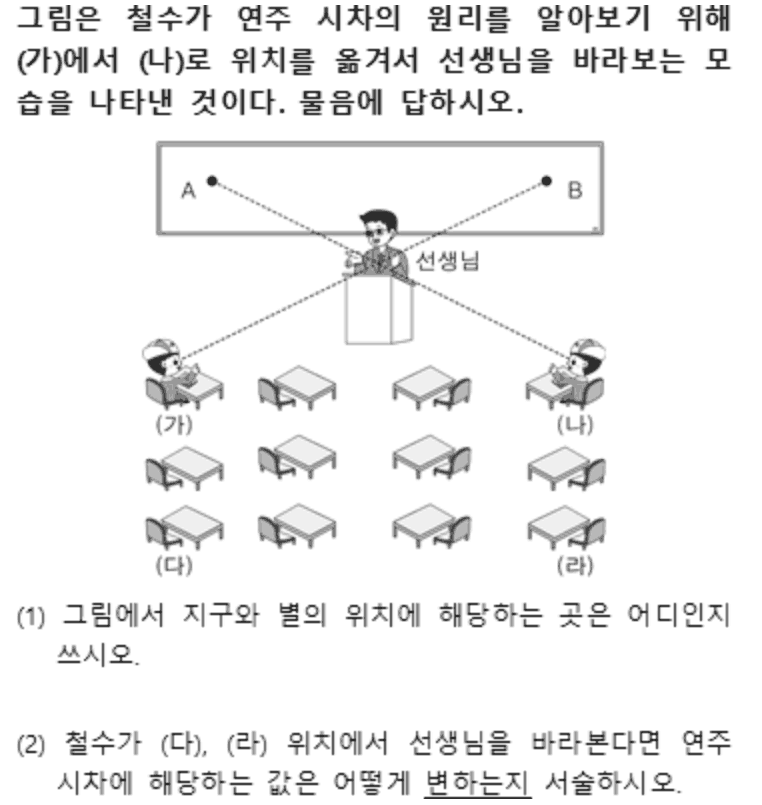 그림은 철수가 연주 시차의 원리를 알아보기 위해
(가)에서 (나)로 위치를 옮겨서 선생님을 바라보는 모
습을 나타낸 것이다. 물음에 답하시오.
A
B
선생님
(가)
(나)
(다)
(라)
(1) 그림에서 지구와 별의 위치에 해당하는 곳은 어디인지
쓰시오.
(2) 철수가 (다), (라) 위치에서 선생님을 바라본다면 연주
시차에 해당하는 값은 어떻게 변하는지 서술하시오.